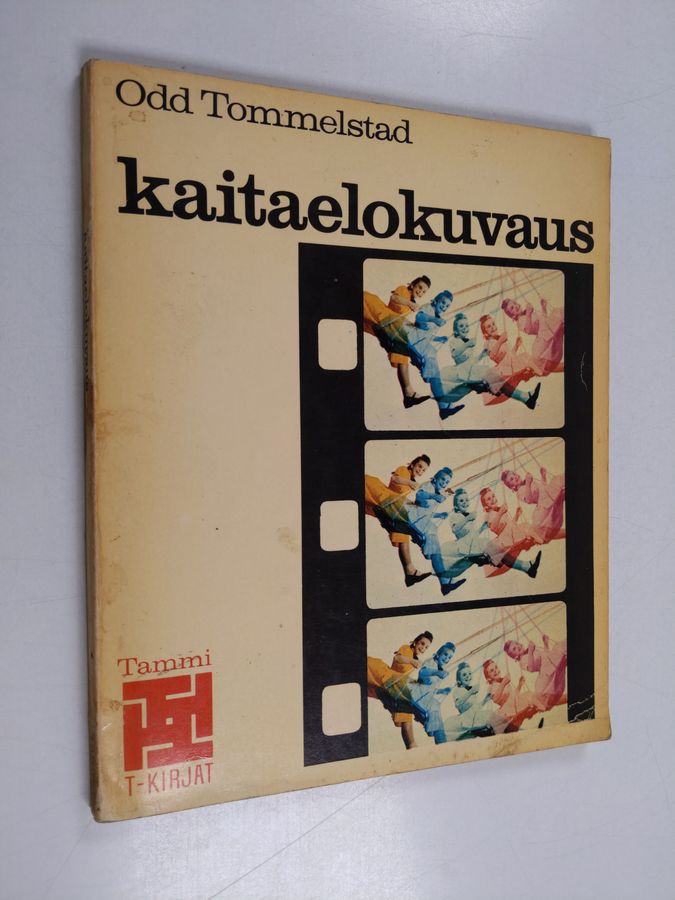 Odd Tommelstad
kaitaelokuvaus
Tammi
T-KIRJAT